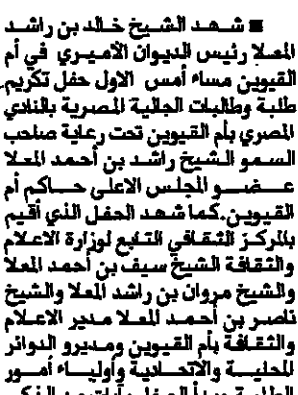 ■ شهد الشيخ خالد بن راشد
المعلا رئيس الديوان الأميري في أم
القيوين مساء أمس الاول حفل تكريم
طلبة وطالبات الجالية المصرية بالنادي
المصري بأم القيوين تحت رعاية صاحب
السمو الشيخ راشد بن أحمد المعلا
عضو المجلس الاعلى حاكم أم
القيوين.كما شهد الحفل الذي أقيم
بالمركز الثقافي التابع لوزارة الاعلام
والثقافة الشيخ سيف بن أحمد المعلا
والشيخ مروان بن راشد المعلا والشيخ
ناصر بن أحمد المعلا مدير الاعلام
والثقافة بأم القيوين ومديرو الدوائر
المحلية والاتحادية وأولياء أمور